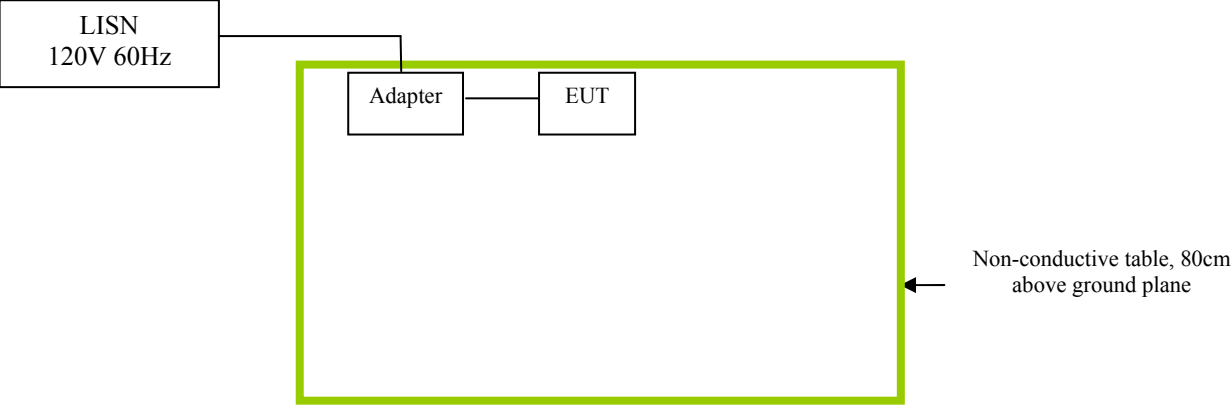 LISN
120V 60Hz
Adapter
EUT
Non-conductive table, 80cm
above ground plane